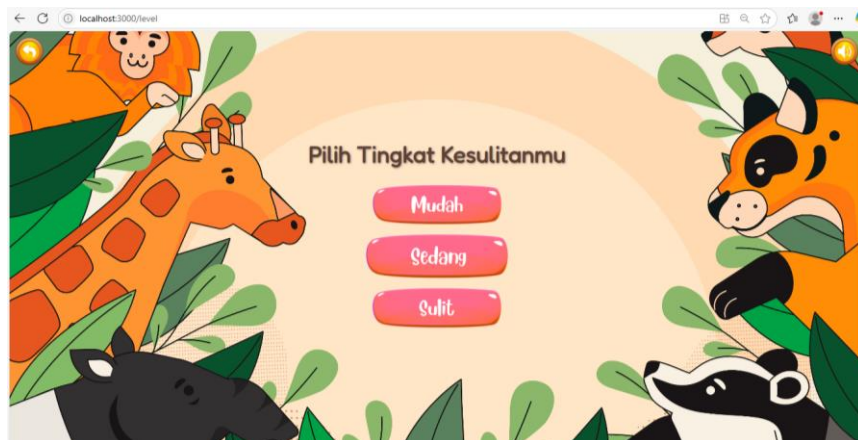 localhost:3000/level
Pilih Tingkat Kesulitanmu
Mudah
Sedang
Sulit